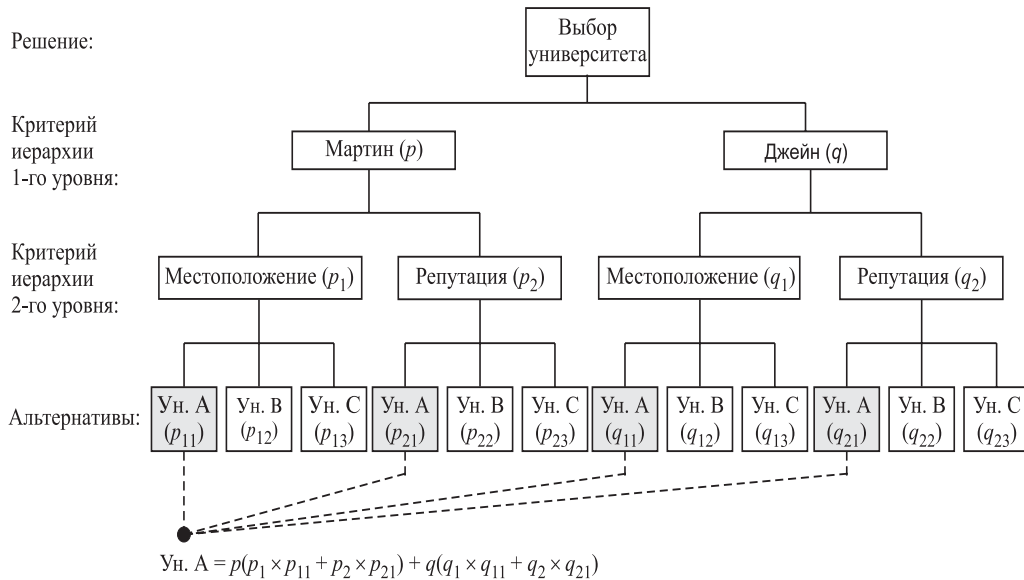 Решение:
Выбор
университета
Критерий
иерархии
1-го уровня:
Мартин (p)
Джейн (q)
Критерий
иерархии
2-го уровня:
Местоположение (p₁)
Репутация (p₂)
Местоположение (q₁)
Репутация (q₂)
Альтернативы:
Ун. A
(p₁₁)
Ун. B
(p₁₂)
Ун. C
(p₁₃)
Ун. A
(p₂₁)
Ун. B
(p₂₂)
Ун. C
(p₂₃)
Ун. A
(q₁₁)
Ун. B
(q₁₂)
Ун. C
(q₁₃)
Ун. A
(q₂₁)
Ун. B
(q₂₂)
Ун. C
(q₂₃)
Ун. A = p(p₁ × p₁₁ + p₂ × p₂₁) + q(q₁ × q₁₁ + q₂ × q₂₁)